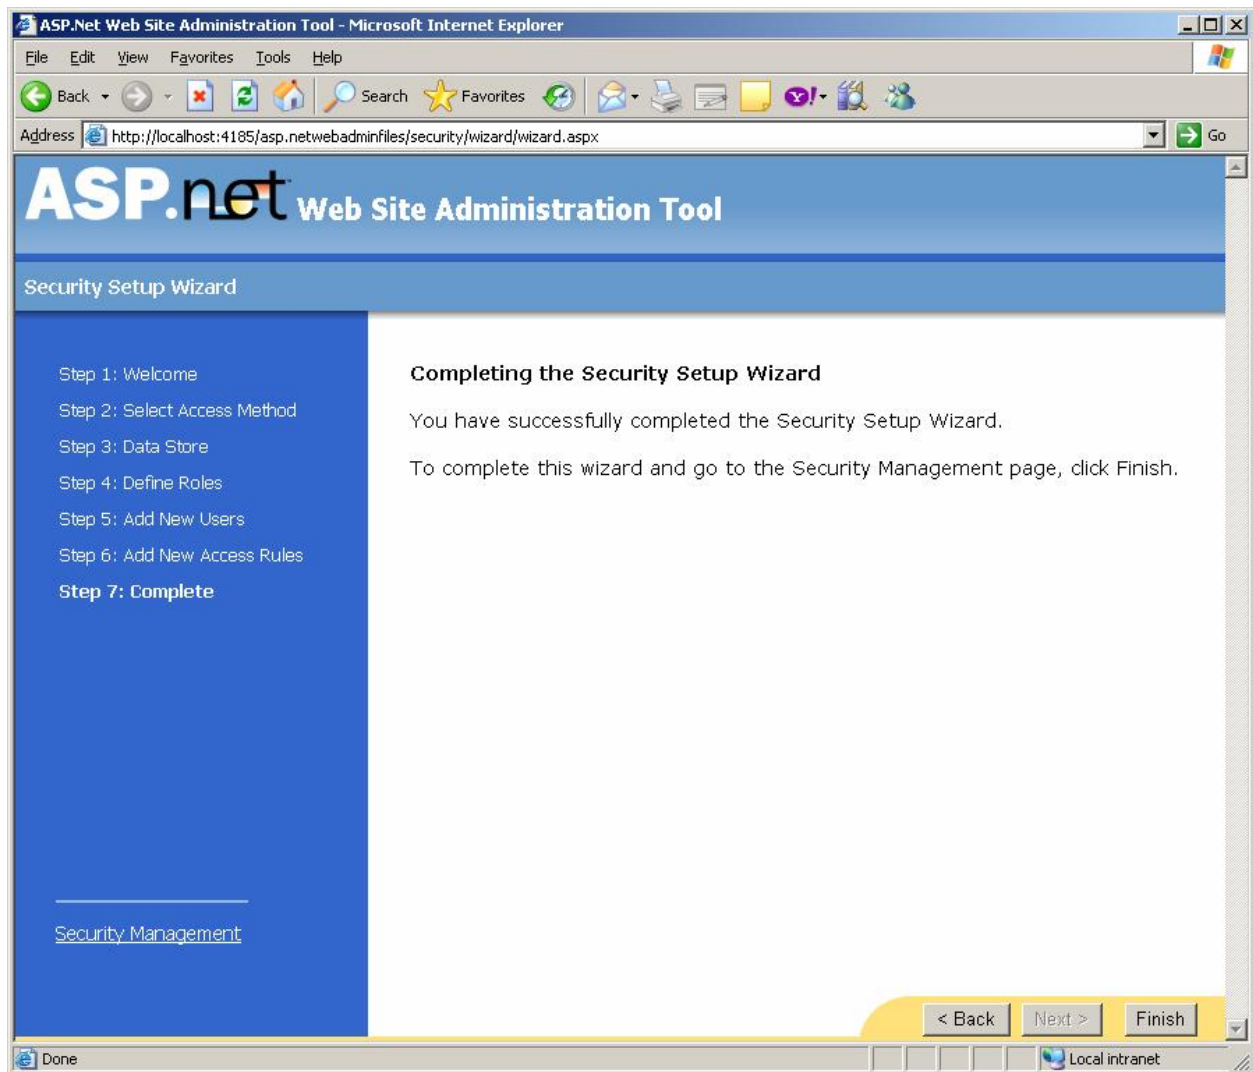 ASP.Net Web Site Administration Tool - Microsoft Internet Explorer
File Edit View Favorites Tools Help
Back Search Favorites
Address http://localhost:4185/asp.netwebadminfiles/security/wizard/wizard.aspx Go
ASP.net Web Site Administration Tool
Security Setup Wizard
Step 1: Welcome
Step 2: Select Access Method
Step 3: Data Store
Step 4: Define Roles
Step 5: Add New Users
Step 6: Add New Access Rules
Step 7: Complete
Security Management
Completing the Security Setup Wizard
You have successfully completed the Security Setup Wizard.
To complete this wizard and go to the Security Management page, click Finish.
< Back Next > Finish
Done Local intranet